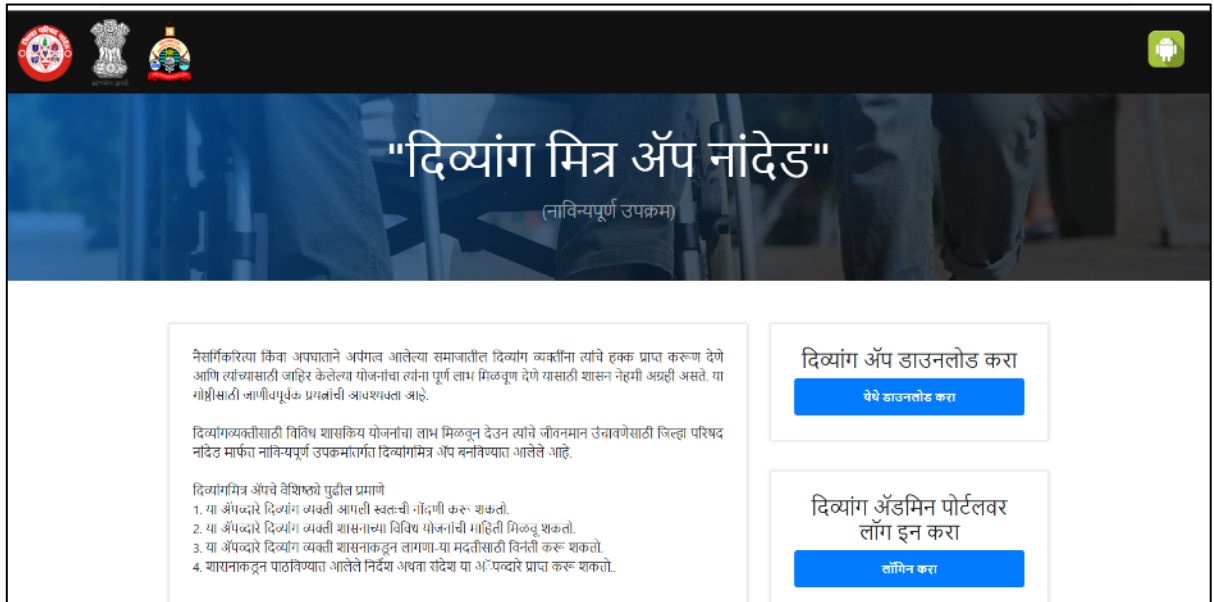 "दिव्यांग मित्र ॲप नांदेड"
(नाविन्यपूर्ण उपक्रम)
नैसर्गिकरित्या किंवा अपघाताने अपंगत्व आलेल्या समाजातील दिव्यांग व्यक्तींना त्यांचे हक्क प्राप्त करूण देणे
आणि त्यांच्यासाठी जाहिर केलेल्या योजनांचा त्यांना पूर्ण लाभ मिळवूण देणे यासाठी शासन नेहमी अग्रही असते. या
गोष्टीसाठी जाणीवपूर्वक प्रयत्नांची आवश्यवता आहे.
दिव्यांगव्यक्तीसाठी विविध शासकिय योजनांचा लाभ मिळवून देउन त्यांचे जीवनमान उंचावणेसाठी जिल्हा परिषद
नांदेड मार्फत नाविन्यपूर्ण उपक्रमांतर्गत दिव्यांगमित्र ॲप बनविण्यात आलेले आहे.
दिव्यांगमित्र ॲपचे वैशिष्ठ्ये पुढील प्रमाणे
1. या ॲपव्दारे दिव्यांग व्यक्ती आपली स्वतःची नोंदणी करू शकतो.
2. या ॲपव्दारे दिव्यांग व्यक्ती शासनाच्या विविध योजनांची माहिती मिळवू शकतो.
3. या ॲपव्दारे दिव्यांग व्यक्ती शासनाकडून लागणा-या मदतीसाठी विनंती करू शकतो.
4. शासनाकडून पाठविण्यात आलेले निर्देश अथवा संदेश या अॅपव्दारे प्राप्त करू शकतो..
दिव्यांग ॲप डाउनलोड करा
येथे डाउनलोड करा
दिव्यांग ॲडमिन पोर्टलवर
लॉग इन करा
लॉगिन करा